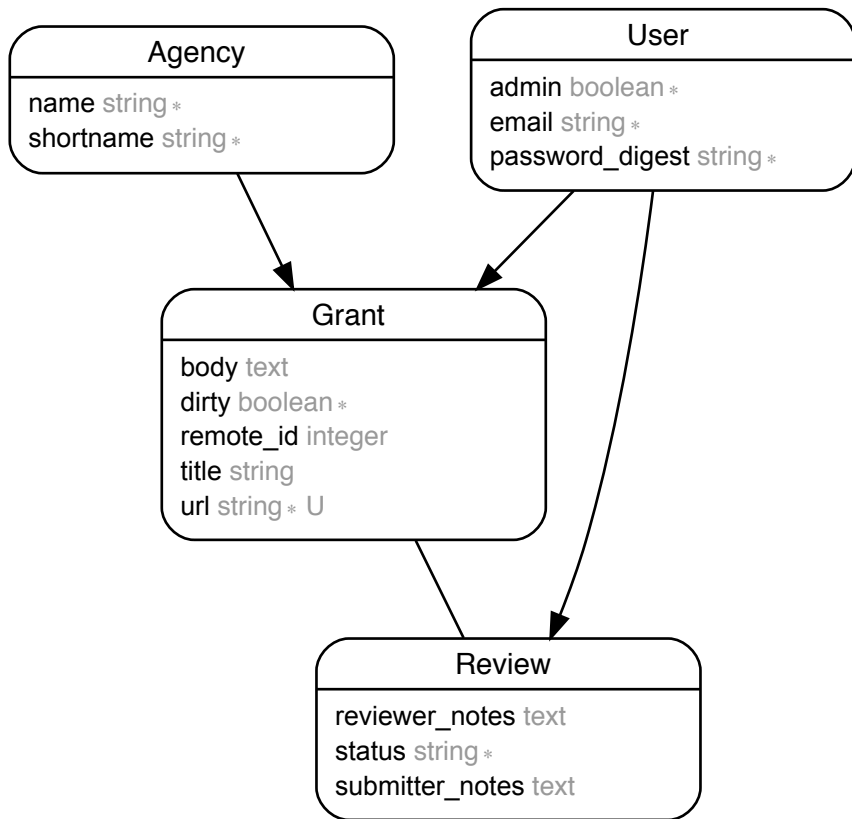 Agency
name string *
shortname string *
User
admin boolean *
email string *
password_digest string *
Grant
body text
dirty boolean *
remote_id integer
title string
url string * U
Review
reviewer_notes text
status string *
submitter_notes text